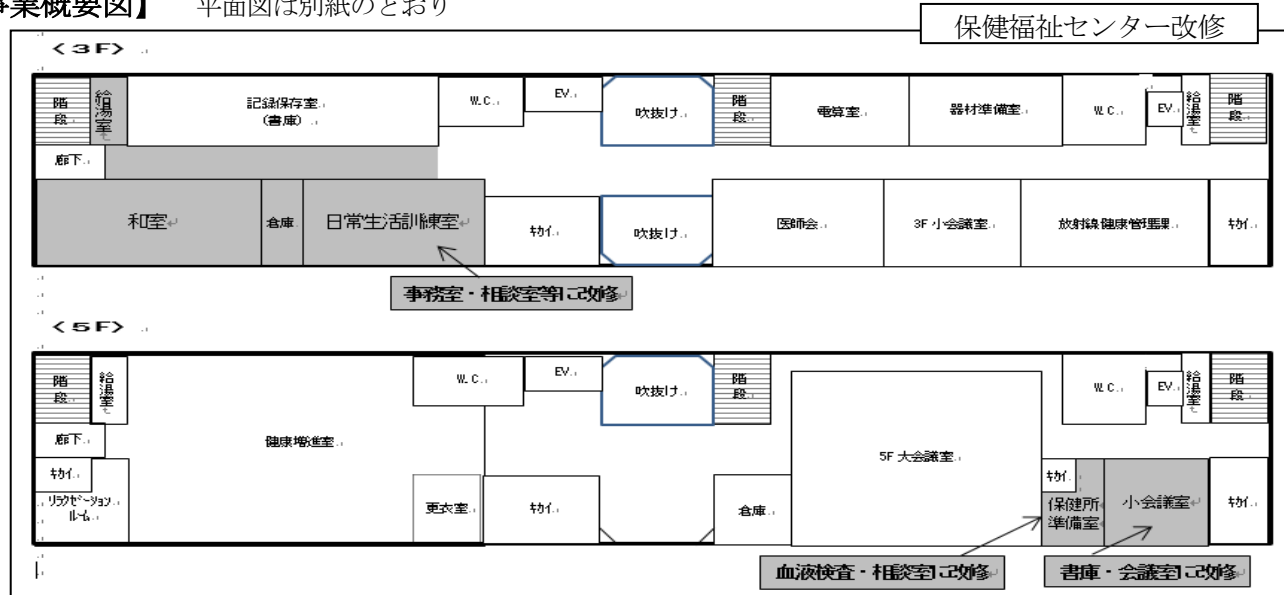 事業概要図】 平面図は別紙のとおり
保健福祉センター改修
<3F>
階段
給湯室
記録保存室
(書庫)
W.C.
EV.
吹抜け
階段
電算室
器材準備室
W.C.
EV.
給湯室
階段
廊下
和室
倉庫
日常生活訓練室
キカイ
吹抜け
医師会
3F 小会議室
放射線健康管理課
キカイ
事務室・相談室等に改修
<5F>
階段
給湯室
W.C.
EV.
吹抜け
階段
W.C.
EV.
給湯室
階段
廊下
健康増進室
5F 大会議室
キカイ
リラクゼーション
ルーム
更衣室
キカイ
倉庫
キカイ
保健所
準備室
小会議室
キカイ
血液検査・相談室に改修
書庫・会議室に改修